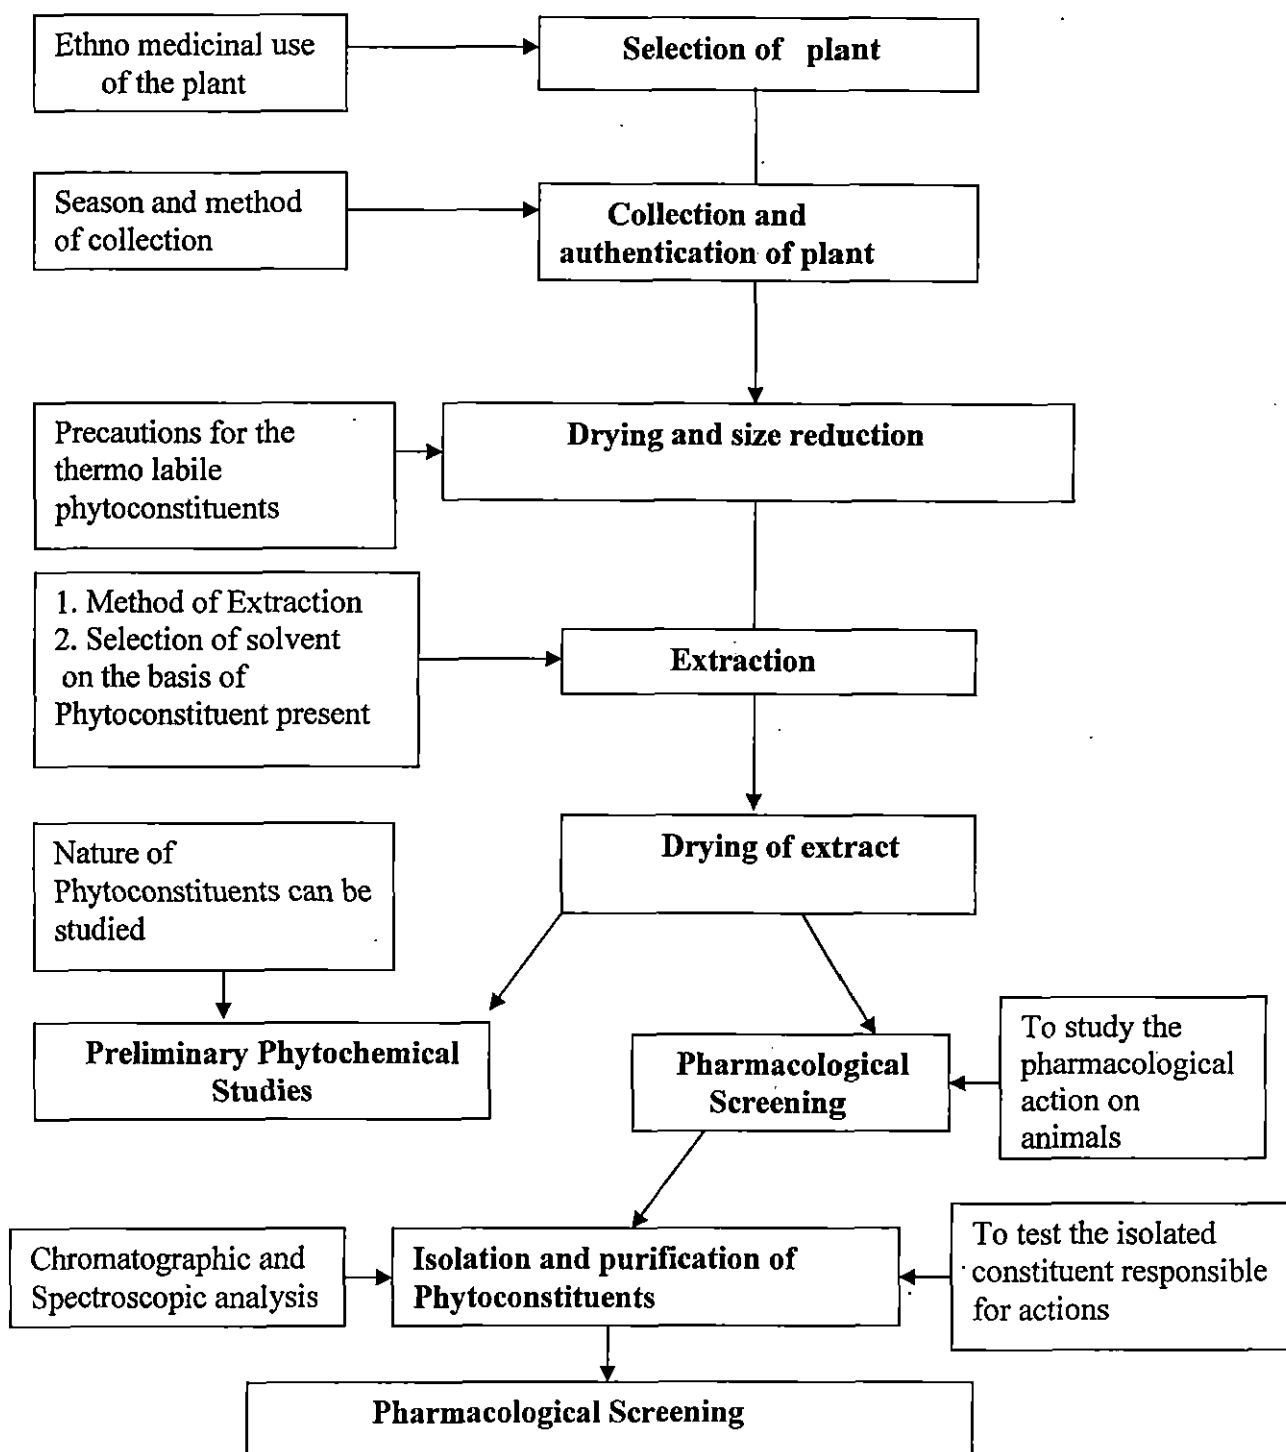 Ethno medicinal use
of the plant
Selection of plant
Season and method
of collection
Collection and
authentication of plant
Precautions for the
thermo labile
phytoconstituents
Drying and size reduction
1. Method of Extraction
2. Selection of solvent
on the basis of
Phytoconstituent present
Extraction
Drying of extract
Nature of
Phytoconstituents can be
studied
Preliminary Phytochemical
Studies
Pharmacological
Screening
To study the
pharmacological
action on
animals
Chromatographic and
Spectroscopic analysis
Isolation and purification of
Phytoconstituents
To test the isolated
constituent responsible
for actions
Pharmacological Screening